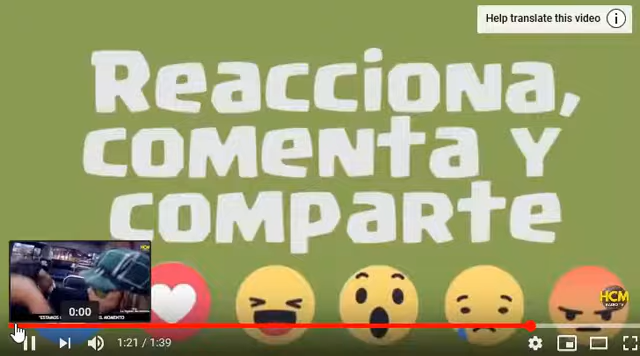 Help translate this video
Reacciona,
comenta Y
comparte
HCM
0:00
1:21 / 1:39